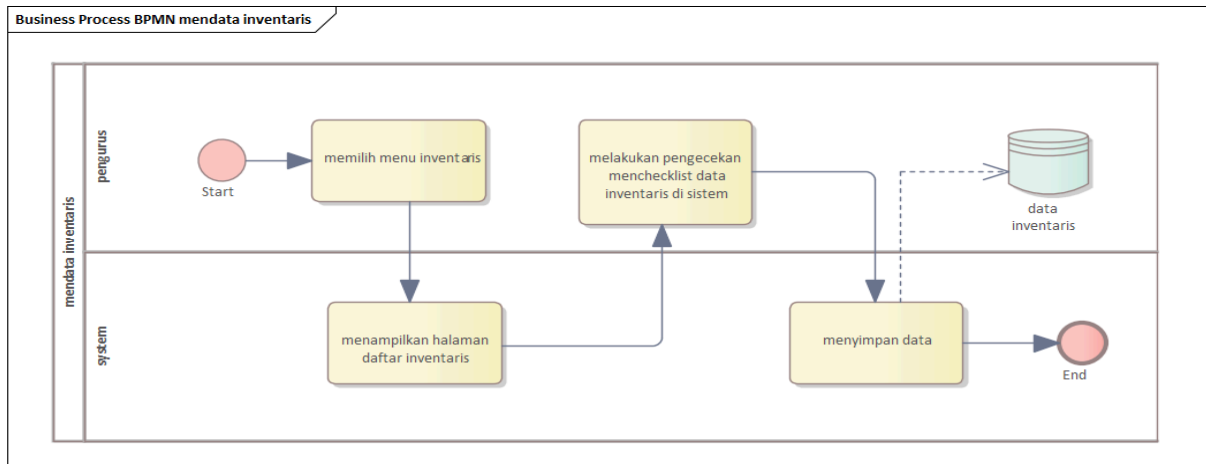 Business Process BPMN mendata inventaris
mendata inventaris
pengurus
Start
memilih menu inventaris
melakukan pengecekan
menchecklist data
inventaris di sistem
data
inventaris
system
menampilkan halaman
daftar inventaris
menyimpan data
End